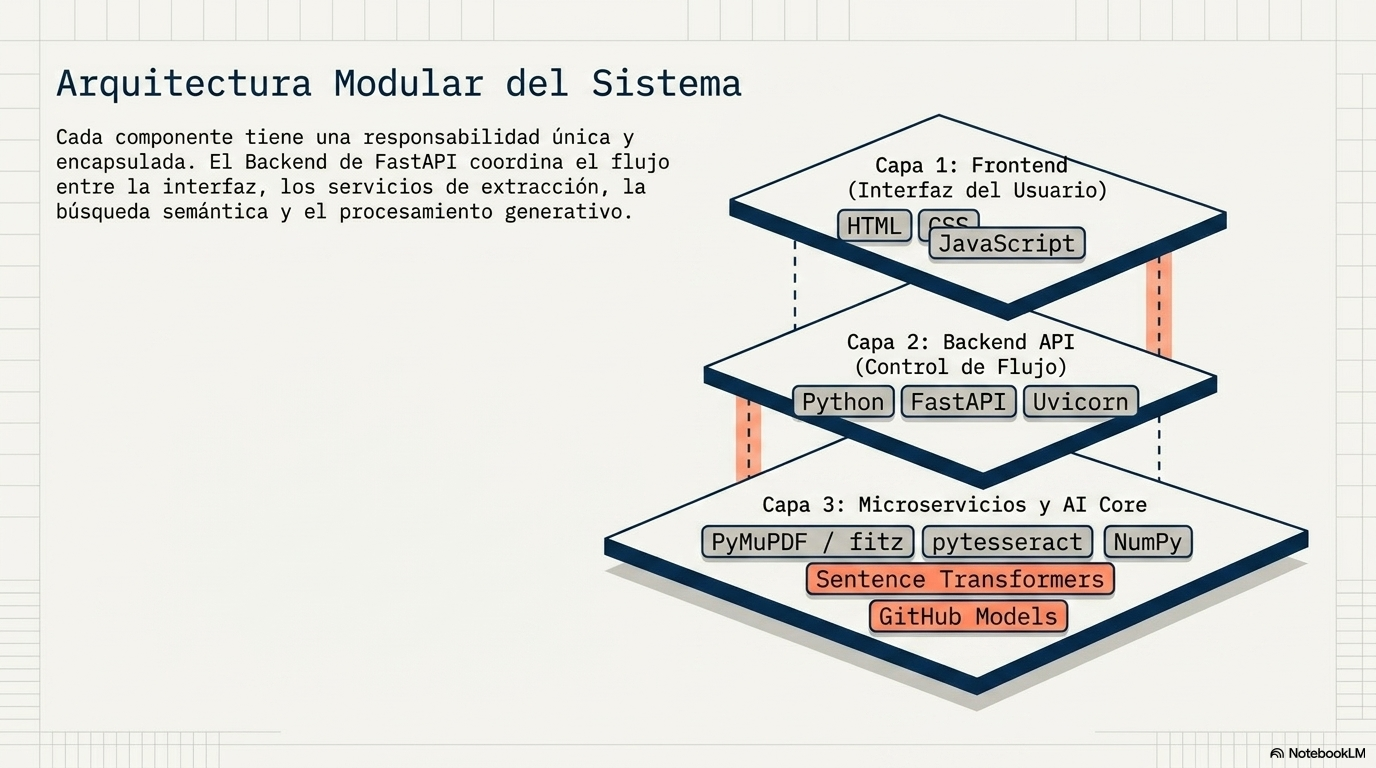 Arquitectura Modular del Sistema
Cada componente tiene una responsabilidad única y
encapsulada. El Backend de FastAPI coordina el flujo
entre la interfaz, los servicios de extracción, la
búsqueda semántica y el procesamiento generativo.
Capa 1: Frontend
(Interfaz del Usuario)
HTML CSS
JavaScript
Capa 2: Backend API
(Control de Flujo)
Python FastAPI Uvicorn
Capa 3: Microservicios y AI Core
PyMuPDF / fitz pytesseract NumPy
Sentence Transformers
GitHub Models
NotebookLM